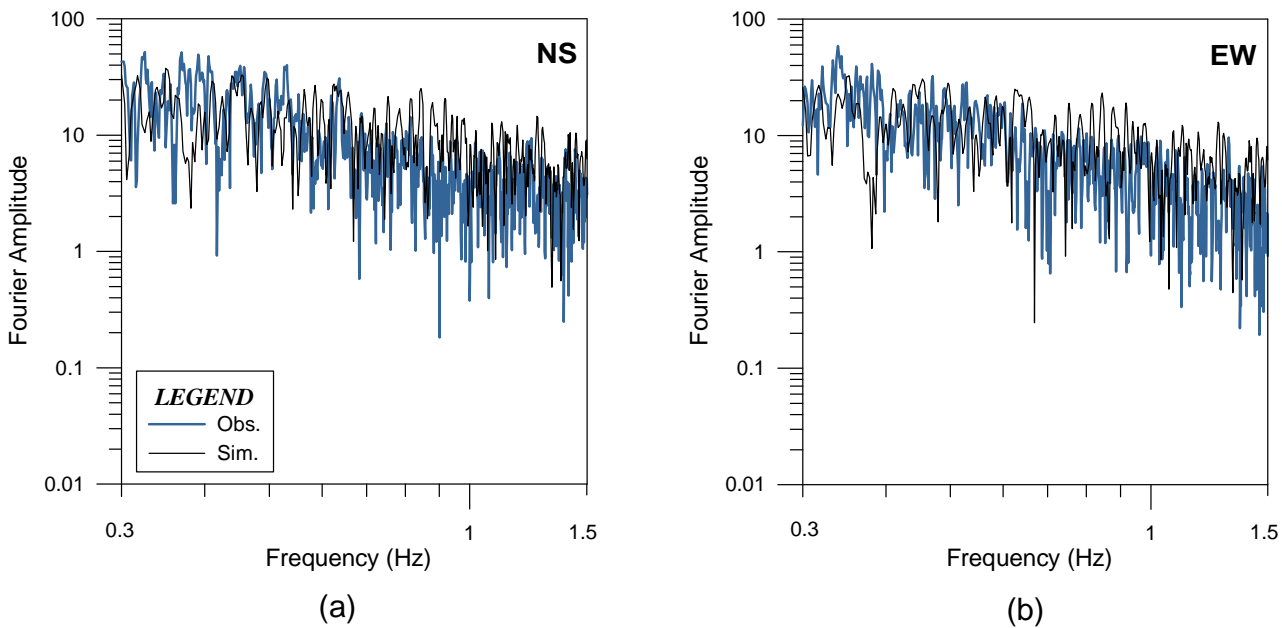 100
10
1
0.1
0.01
Fourier Amplitude
NS
LEGEND
Obs.
Sim.
0.3
1
1.5
Frequency (Hz)
(a)
100
10
1
0.1
0.01
Fourier Amplitude
EW
0.3
1
1.5
Frequency (Hz)
(b)